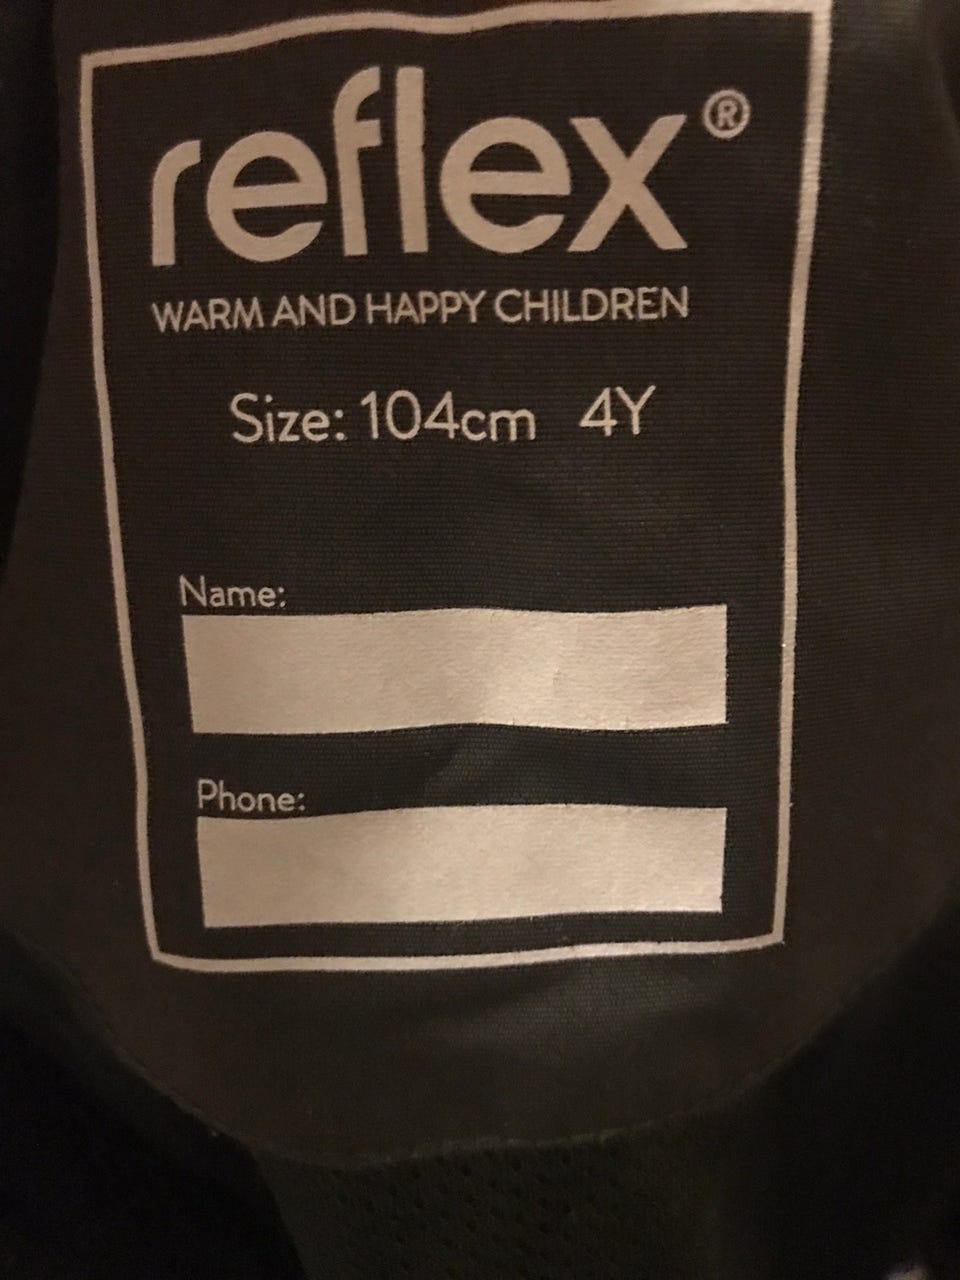 reflex®
WARM AND HAPPY CHILDREN
Size: 104cm 4Y
Name:
Phone: